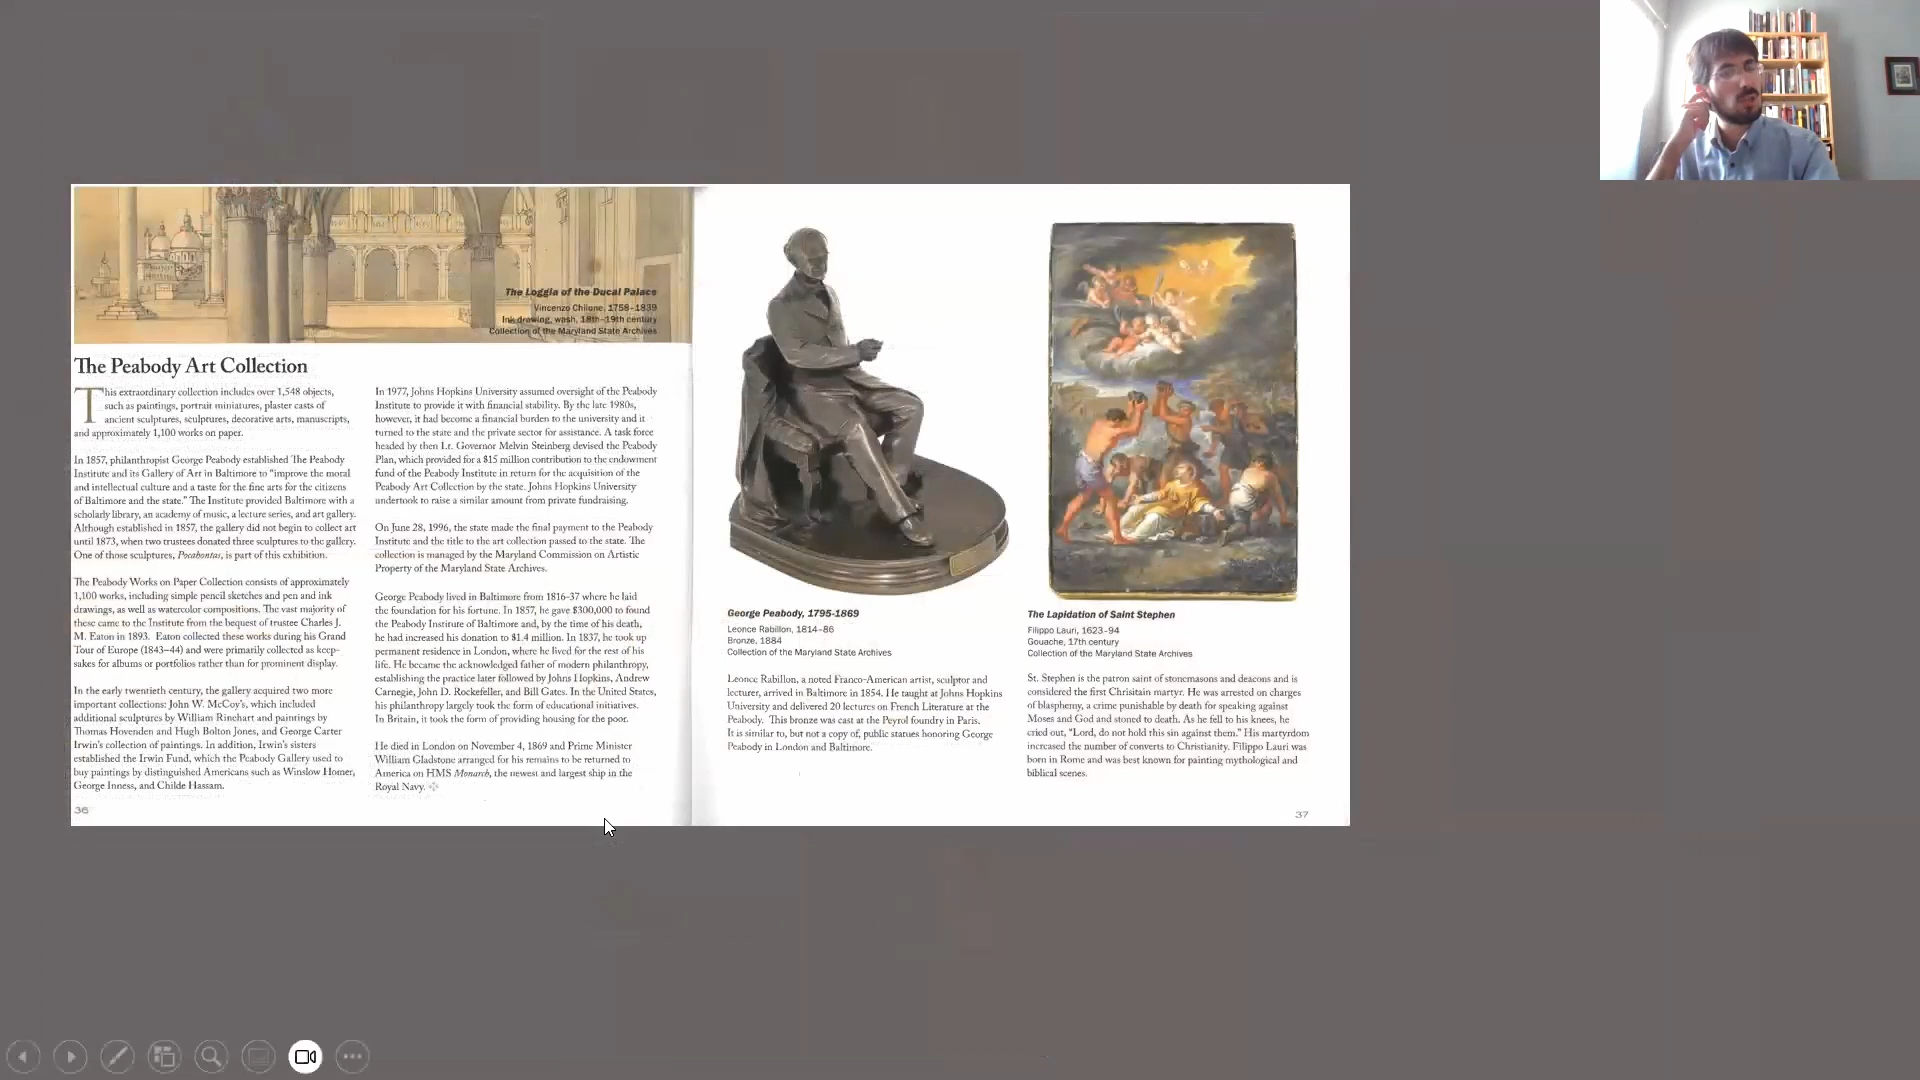 The Loggia of the Ducal Palace
Vincenzo Chilone, 1758–1839
Ink drawing, wash, 18th–19th century
Collection of the Maryland State Archives
The Peabody Art Collection
This extraordinary collection includes over 1,548 objects,
such as paintings, portrait miniatures, plaster casts of
ancient sculptures, sculptures, decorative arts, manuscripts,
and approximately 1,100 works on paper.
In 1857, philanthropist George Peabody established The Peabody
Institute and its Gallery of Art in Baltimore to "improve the moral
and intellectual culture and a taste for the fine arts for the citizens
of Baltimore and the state." The Institute provided Baltimore with a
scholarly library, an academy of music, a lecture series, and art gallery.
Although established in 1857, the gallery did not begin to collect art
until 1873, when two trustees donated three sculptures to the gallery.
One of those sculptures, Pocahontas, is part of this exhibition.
The Peabody Works on Paper Collection consists of approximately
1,100 works, including simple pencil sketches and pen and ink
drawings, as well as watercolor compositions. The vast majority of
these came to the Institute from the bequest of trustee Charles J.
M. Eaton in 1893. Eaton collected these works during his Grand
Tour of Europe (1843–44) and were primarily collected as keep-
sakes for albums or portfolios rather than for prominent display.
In the early twentieth century, the gallery acquired two more
important collections: John W. McCoy's, which included
additional sculptures by William Rinehart and paintings by
Thomas Hovenden and Hugh Bolton Jones, and George Carter
Irwin's collection of paintings. In addition, Irwin's sisters
established the Irwin Fund, which the Peabody Gallery used to
buy paintings by distinguished Americans such as Winslow Homer,
George Inness, and Childe Hassam.
36
In 1977, Johns Hopkins University assumed oversight of the Peabody
Institute to provide it with financial stability. By the late 1980s,
however, it had become a financial burden to the university and it
turned to the state and the private sector for assistance. A task force
headed by then Lt. Governor Melvin Steinberg devised the Peabody
Plan, which provided for a $15 million contribution to the endowment
fund of the Peabody Institute in return for the acquisition of the
Peabody Art Collection by the state. Johns Hopkins University
undertook to raise a similar amount from private fundraising.
On June 28, 1996, the state made the final payment to the Peabody
Institute and the title to the art collection passed to the state. The
collection is managed by the Maryland Commission on Artistic
Property of the Maryland State Archives.
George Peabody lived in Baltimore from 1816-37 where he laid
the foundation for his fortune. In 1857, he gave $300,000 to found
the Peabody Institute of Baltimore and, by the time of his death,
he had increased his donation to $1.4 million. In 1837, he took up
permanent residence in London, where he lived for the rest of his
life. He became the acknowledged father of modern philanthropy,
establishing the practice later followed by Johns Hopkins, Andrew
Carnegie, John D. Rockefeller, and Bill Gates. In the United States,
his philanthropy largely took the form of educational initiatives.
In Britain, it took the form of providing housing for the poor.
He died in London on November 4, 1869 and Prime Minister
William Gladstone arranged for his remains to be returned to
America on HMS Monarch, the newest and largest ship in the
Royal Navy.
George Peabody, 1795-1869
Leonce Rabillon, 1814–86
Bronze, 1884
Collection of the Maryland State Archives
Leonce Rabillon, a noted Franco-American artist, sculptor and
lecturer, arrived in Baltimore in 1854. He taught at Johns Hopkins
University and delivered 20 lectures on French Literature at the
Peabody. This bronze was cast at the Peyrol foundry in Paris.
It is similar to, but not a copy of, public statues honoring George
Peabody in London and Baltimore.
The Lapidation of Saint Stephen
Filippo Lauri, 1623–94
Gouache, 17th century
Collection of the Maryland State Archives
St. Stephen is the patron saint of stonemasons and deacons and is
considered the first Chrisitain martyr. He was arrested on charges
of blasphemy, a crime punishable by death for speaking against
Moses and God and stoned to death. As he fell to his knees, he
cried out, "Lord, do not hold this sin against them." His martyrdom
increased the number of converts to Christianity. Filippo Lauri was
born in Rome and was best known for painting mythological and
biblical scenes.
37